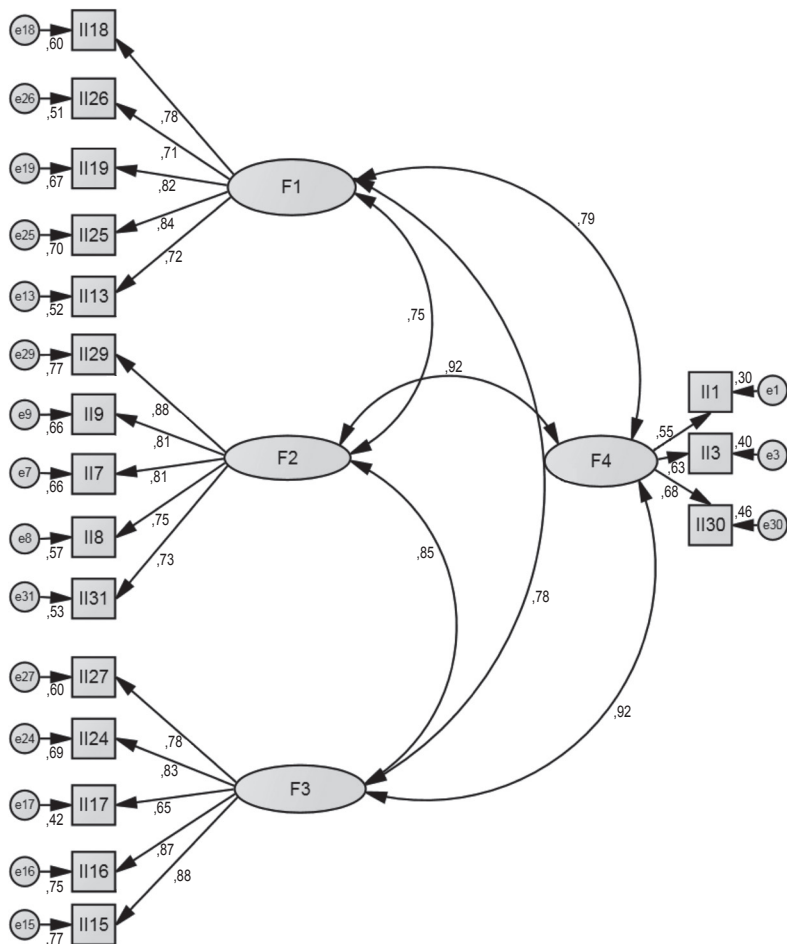 e18
,60
II18
e26
,51
II26
e19
,67
II19
e25
,70
II25
e13
,52
II13
,78
,71
,82
,84
,72
F1
,79
,75
e29
,77
II29
e9
,66
II9
e7
,66
II7
e8
,57
II8
e31
,53
II31
,88
,81
,81
,75
,73
F2
,92
F4
,55
,63
,68
II1
,30
e1
II3
,40
e3
II30
,46
e30
,85
,78
,92
e27
,60
II27
e24
,69
II24
e17
,42
II17
e16
,75
II16
e15
,77
II15
,78
,83
,65
,87
,88
F3